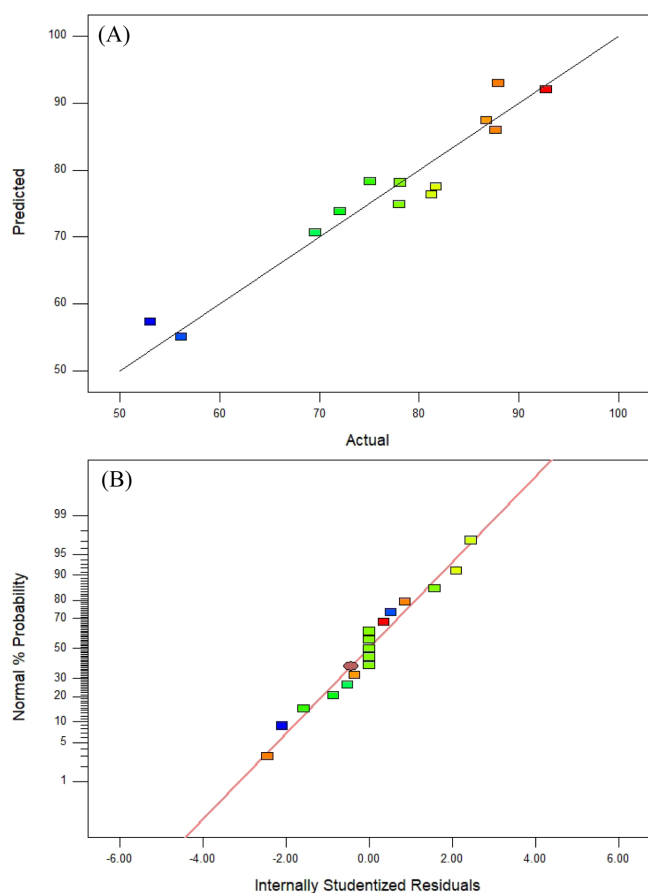 (A)
100
90
80
70
60
50
Predicted
50 60 70 80 90 100
Actual
(B)
99
95
90
80
70
50
30
20
10
5
1
Normal % Probability
-6.00 -4.00 -2.00 0.00 2.00 4.00 6.00
Internally Studentized Residuals